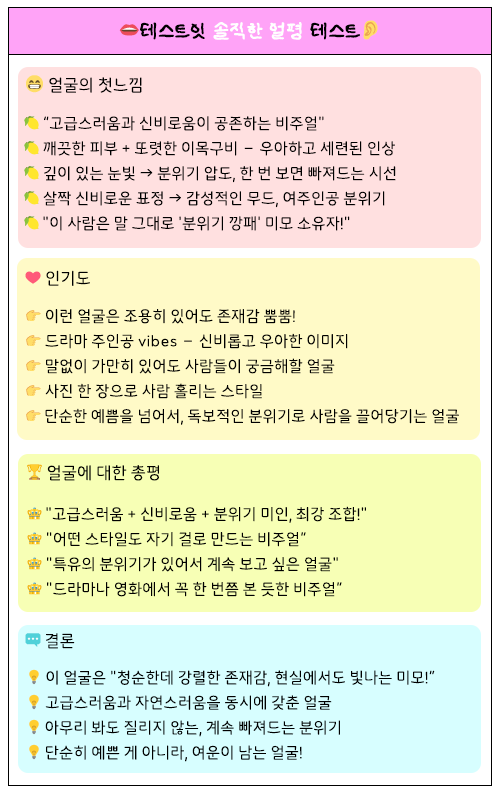 테스트잇 솔직한 얼평 테스트
얼굴의 첫느낌
"고급스러움과 신비로움이 공존하는 비주얼"
깨끗한 피부 + 또렷한 이목구비 – 우아하고 세련된 인상
깊이 있는 눈빛 → 분위기 압도, 한 번 보면 빠져드는 시선
살짝 신비로운 표정 → 감성적인 무드, 여주인공 분위기
"이 사람은 말 그대로 '분위기 깡패' 미모 소유자!"
인기도
이런 얼굴은 조용히 있어도 존재감 뿜뿜!
드라마 주인공 vibes – 신비롭고 우아한 이미지
말없이 가만히 있어도 사람들이 궁금해할 얼굴
사진 한 장으로 사람 홀리는 스타일
단순한 예쁨을 넘어서, 독보적인 분위기로 사람을 끌어당기는 얼굴
얼굴에 대한 총평
"고급스러움 + 신비로움 + 분위기 미인, 최강 조합!"
"어떤 스타일도 자기 걸로 만드는 비주얼"
"특유의 분위기가 있어서 계속 보고 싶은 얼굴"
"드라마나 영화에서 꼭 한 번쯤 본 듯한 비주얼"
결론
이 얼굴은 "청순한데 강렬한 존재감, 현실에서도 빛나는 미모!"
고급스러움과 자연스러움을 동시에 갖춘 얼굴
아무리 봐도 질리지 않는, 계속 빠져드는 분위기
단순히 예쁜 게 아니라, 여운이 남는 얼굴!